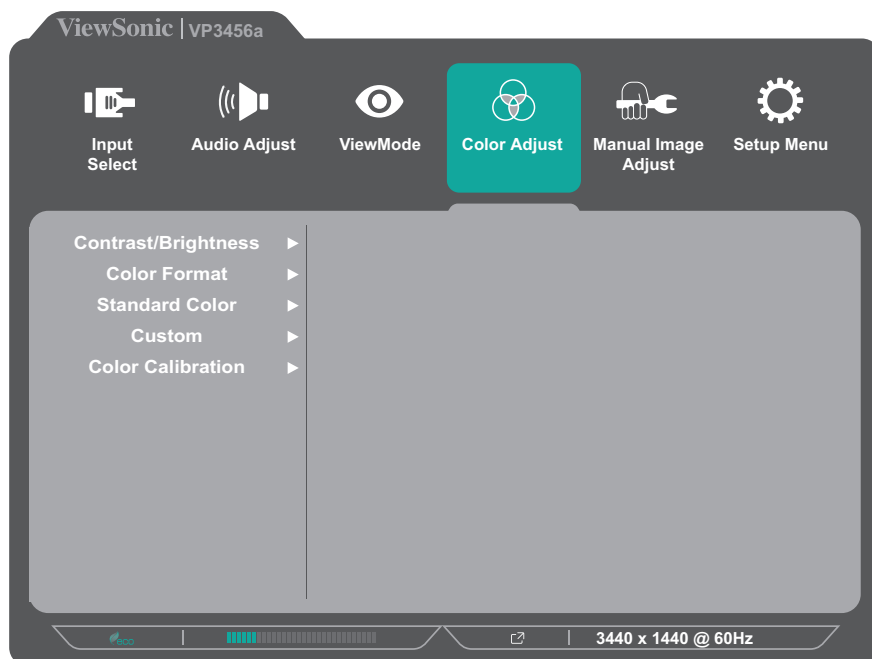 ViewSonic | VP3456a
Input Select
Audio Adjust
ViewMode
Color Adjust
Manual Image Adjust
Setup Menu
Contrast/Brightness ►
Color Format ►
Standard Color ►
Custom ►
Color Calibration ►
eco
3440 x 1440 @ 60Hz